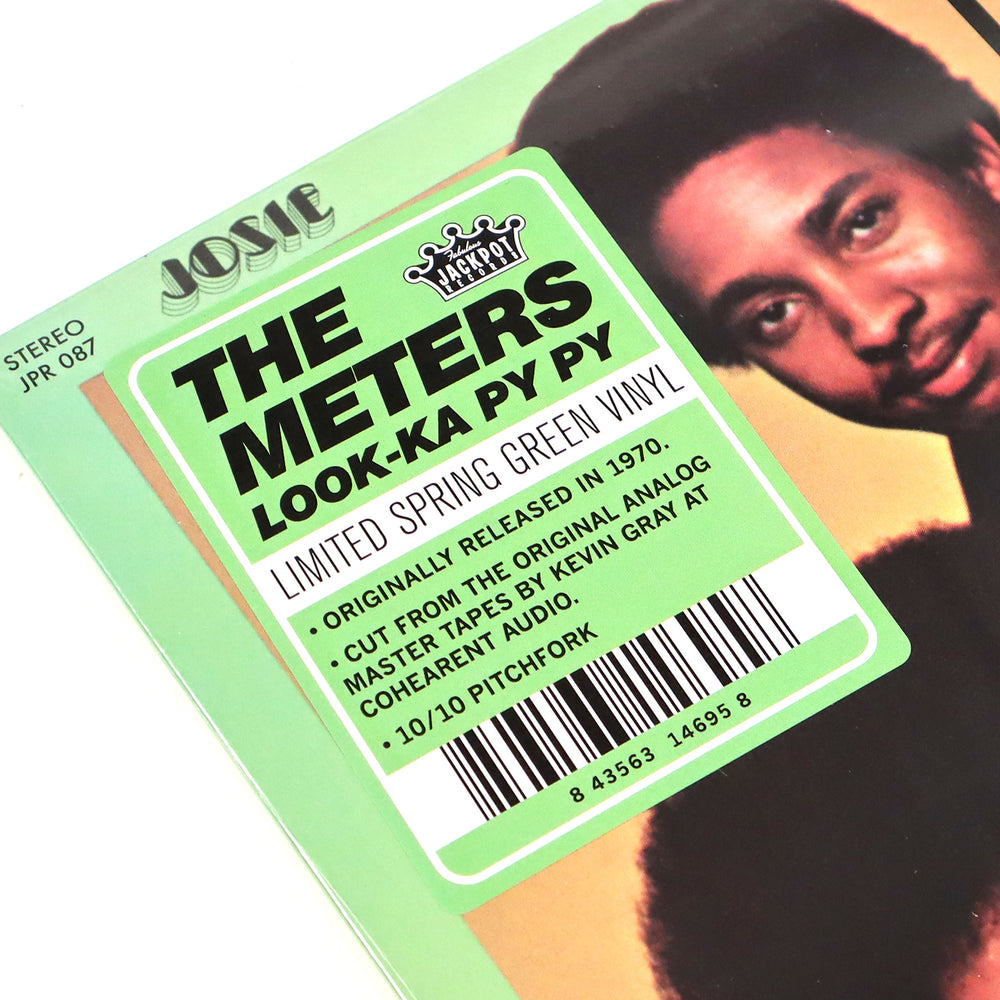 JOSIE
STEREO
JPR 087
Fabulous
JACKPOT
RECORDS
THE
METERS
LOOK-KA PY PY
LIMITED SPRING GREEN VINYL
• ORIGINALLY RELEASED IN 1970.
• CUT FROM THE ORIGINAL ANALOG
MASTER TAPES BY KEVIN GRAY AT
COHEARENT AUDIO.
• 10/10 PITCHFORK
8 43563 14695 8